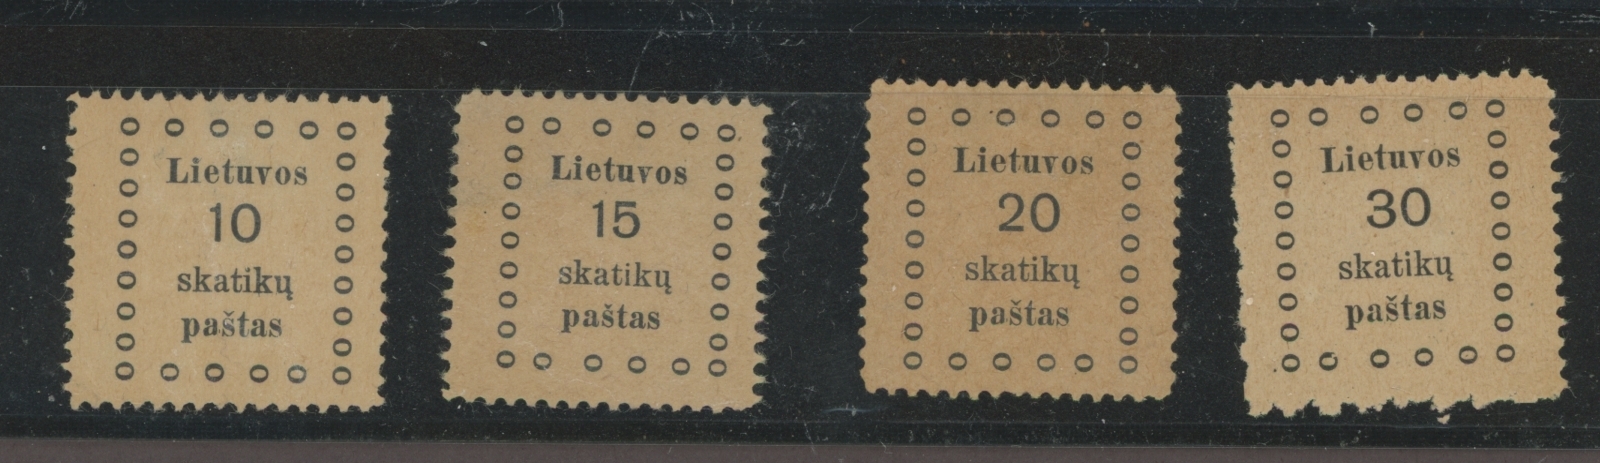 Lietuvos
10
skatikų
paštas
Lietuvos
15
skatikų
paštas
Lietuvos
20
skatikų
paštas
Lietuvos
30
skatikų
paštas